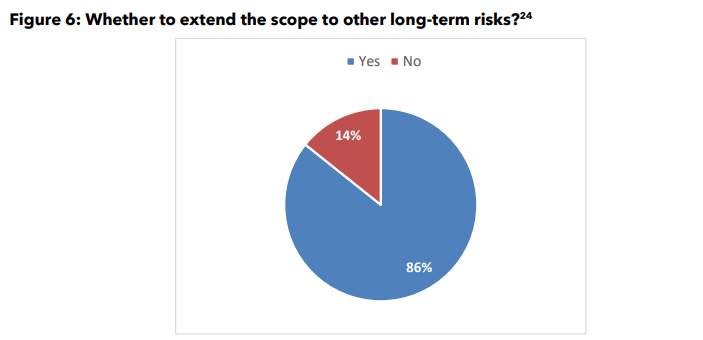 Figure 6: Whether to extend the scope to other long-term risks?24
Yes No
14%
86%